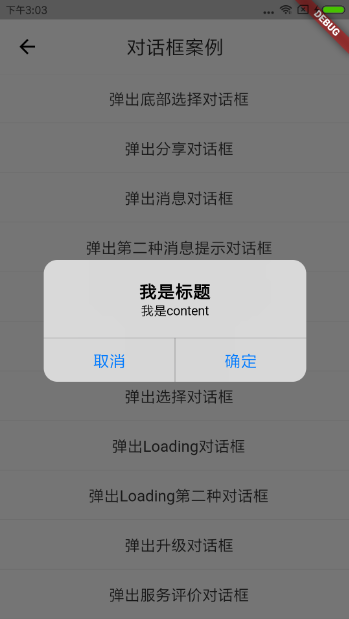 下午3:03
DEBUG
对话框案例
弹出底部选择对话框
弹出分享对话框
弹出消息对话框
弹出第二种消息提示对话框
我是标题
我是content
取消 确定
弹出选择对话框
弹出Loading对话框
弹出Loading第二种对话框
弹出升级对话框
弹出服务评价对话框